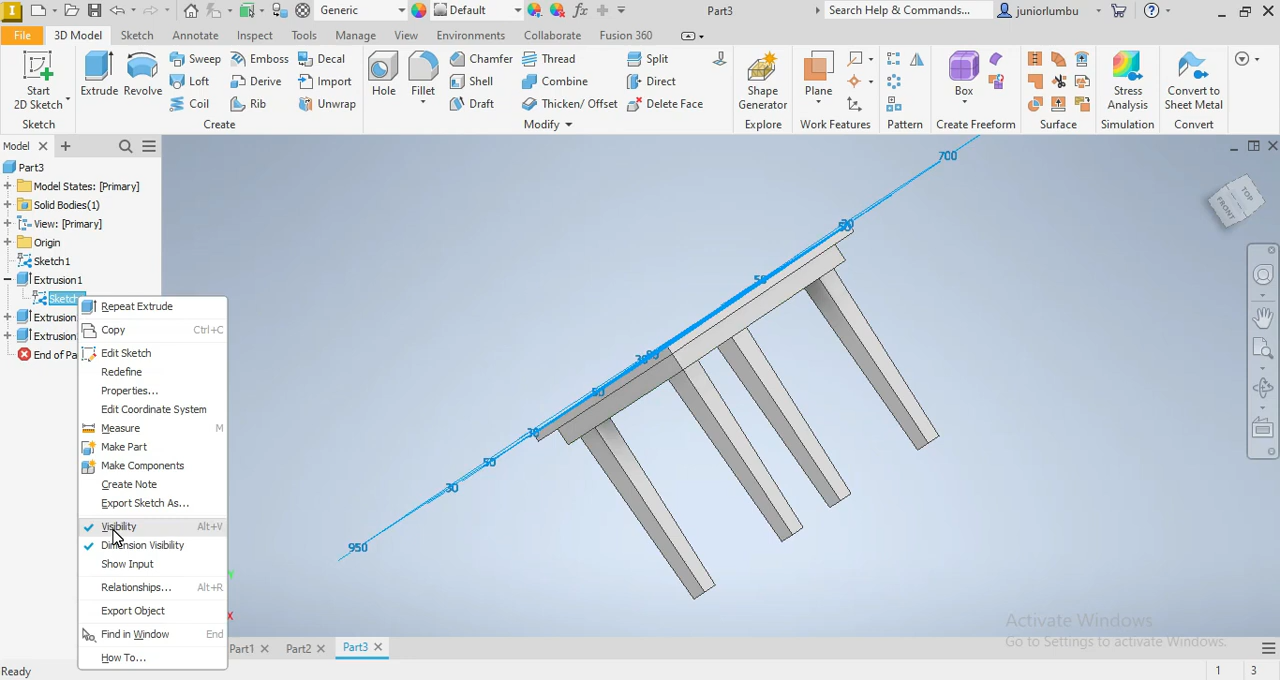 Generic Default Part3 Search Help & Commands... juniorlumbu
File 3D Model Sketch Annotate Inspect Tools Manage View Environments Collaborate Fusion 360
Start 2D Sketch
Sketch
Extrude Revolve
Sweep Emboss Decal
Loft Derive Import
Coil Rib Unwrap
Create
Hole Fillet
Chamfer Thread Split
Shell Combine Direct
Draft Thicken/ Offset Delete Face
Modify
Shape Generator
Explore
Plane
Work Features
Pattern
Box
Create Freeform
Surface
Stress Analysis
Simulation
Convert to Sheet Metal
Convert
Model
Part3
Model States: [Primary]
Solid Bodies(1)
View: [Primary]
Origin
Sketch1
Extrusion1
Sketch
Extrusion
Extrusion
End of Pa
Repeat Extrude
Copy Ctrl+C
Edit Sketch
Redefine
Properties...
Edit Coordinate System
Measure M
Make Part
Make Components
Create Note
Export Sketch As...
Visibility Alt+V
Dimension Visibility
Show Input
Relationships... Alt+R
Export Object
Find in Window End
How To...
700
50
30
50
50
30
950
TOP
FRONT
Y
X
Activate Windows
Go to Settings to activate Windows.
Part1 Part2 Part3
Ready 1 3